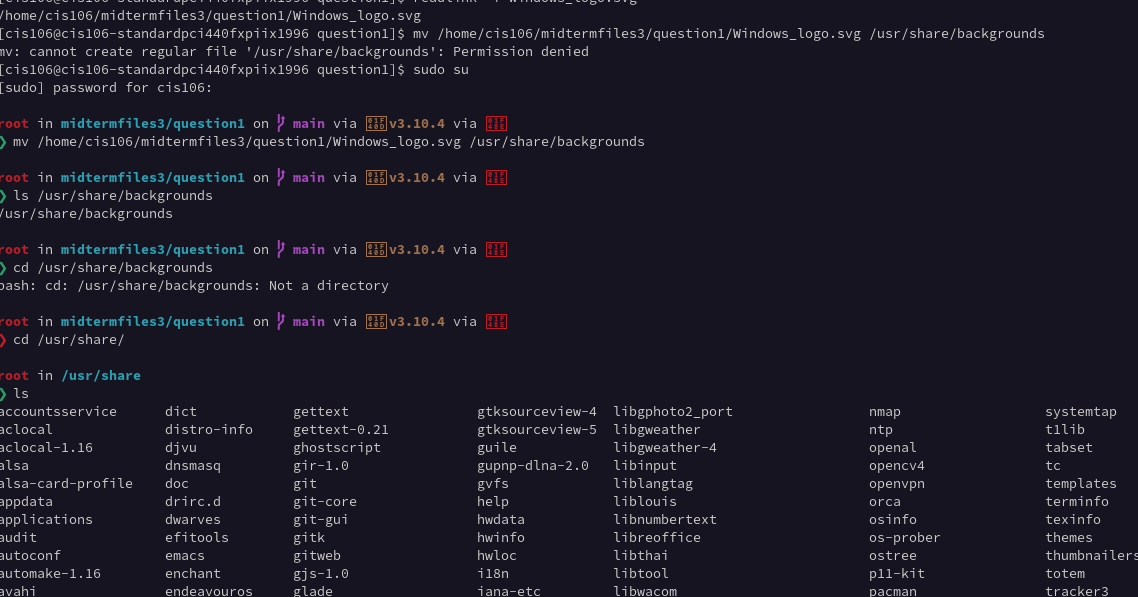 /home/cis106/midtermfiles3/question1/Windows_logo.svg
[cis106@cis106-standardpci440fxpiix1996 question1]$ mv /home/cis106/midtermfiles3/question1/Windows_logo.svg /usr/share/backgrounds
mv: cannot create regular file '/usr/share/backgrounds': Permission denied
[cis106@cis106-standardpci440fxpiix1996 question1]$ sudo su
[sudo] password for cis106:
root in midtermfiles3/question1 on main via v3.10.4 via
❯ mv /home/cis106/midtermfiles3/question1/Windows_logo.svg /usr/share/backgrounds
root in midtermfiles3/question1 on main via v3.10.4 via
❯ ls /usr/share/backgrounds
/usr/share/backgrounds
root in midtermfiles3/question1 on main via v3.10.4 via
❯ cd /usr/share/backgrounds
bash: cd: /usr/share/backgrounds: Not a directory
root in midtermfiles3/question1 on main via v3.10.4 via
❯ cd /usr/share/
root in /usr/share
❯ ls
accountsservice dict gettext gtksourceview-4 libgphoto2_port nmap systemtap
aclocal distro-info gettext-0.21 gtksourceview-5 libgweather ntp t1lib
aclocal-1.16 djvu ghostscript guile libgweather-4 openal tabset
alsa dnsmasq gir-1.0 gupnp-dlna-2.0 libinput opencv4 tc
alsa-card-profile doc git gvfs liblangtag openvpn templates
appdata drirc.d git-core help liblouis orca terminfo
applications dwarves git-gui hwdata libnumbertext osinfo texinfo
audit efitools gitk hwinfo libreoffice os-prober themes
autoconf emacs gitweb hwloc libthai ostree thumbnailers
automake-1.16 enchant gjs-1.0 i18n libtool p11-kit totem
avahi endeavouros glade iana-etc libwacom pacman tracker3